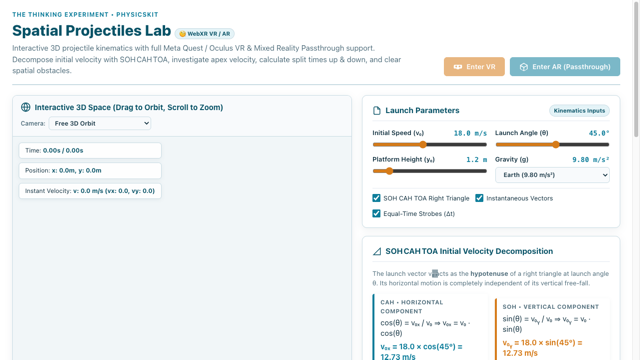 THE THINKING EXPERIMENT • PHYSICSKIT
Spatial Projectiles Lab
WebXR VR / AR
Interactive 3D projectile kinematics with full Meta Quest / Oculus VR & Mixed Reality Passthrough support.
Decompose initial velocity with SOH CAH TOA, investigate apex velocity, calculate split times up & down, and clear
spatial obstacles.
Enter VR
Enter AR (Passthrough)
Interactive 3D Space (Drag to Orbit, Scroll to Zoom)
Camera: Free 3D Orbit
Time: 0.00s / 0.00s
Position: x: 0.0m, y: 0.0m
Instant Velocity: v: 0.0 m/s (vx: 0.0, vy: 0.0)
Launch Parameters
Kinematics Inputs
Initial Speed (v₀) 18.0 m/s
Launch Angle (θ) 45.0°
Platform Height (y₀) 1.2 m
Gravity (g) 9.80 m/s²
Earth (9.80 m/s²)
SOH CAH TOA Right Triangle
Instantaneous Vectors
Equal-Time Strobes (Δt)
SOH CAH TOA Initial Velocity Decomposition
The launch vector acts as the hypotenuse of a right triangle at launch angle
θ. Its horizontal motion is completely independent of its vertical free-fall.
CAH • HORIZONTAL
COMPONENT
cos(θ) = v₀ₓ / v₀ ⇒ v₀ₓ = v₀ ·
cos(θ)
v₀ₓ = 18.0 × cos(45°) =
12.73 m/s
SOH • VERTICAL COMPONENT
sin(θ) = v₀ᵧ / v₀ ⇒ v₀ᵧ = v₀ ·
sin(θ)
v₀ᵧ = 18.0 × sin(45°) =
12.73 m/s